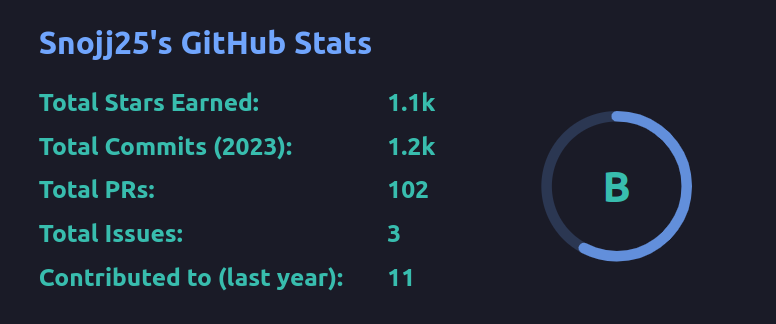 Snojj25's GitHub Stats
Total Stars Earned: 1.1k
Total Commits (2023): 1.2k
Total PRs: 102
Total Issues: 3
Contributed to (last year): 11
B